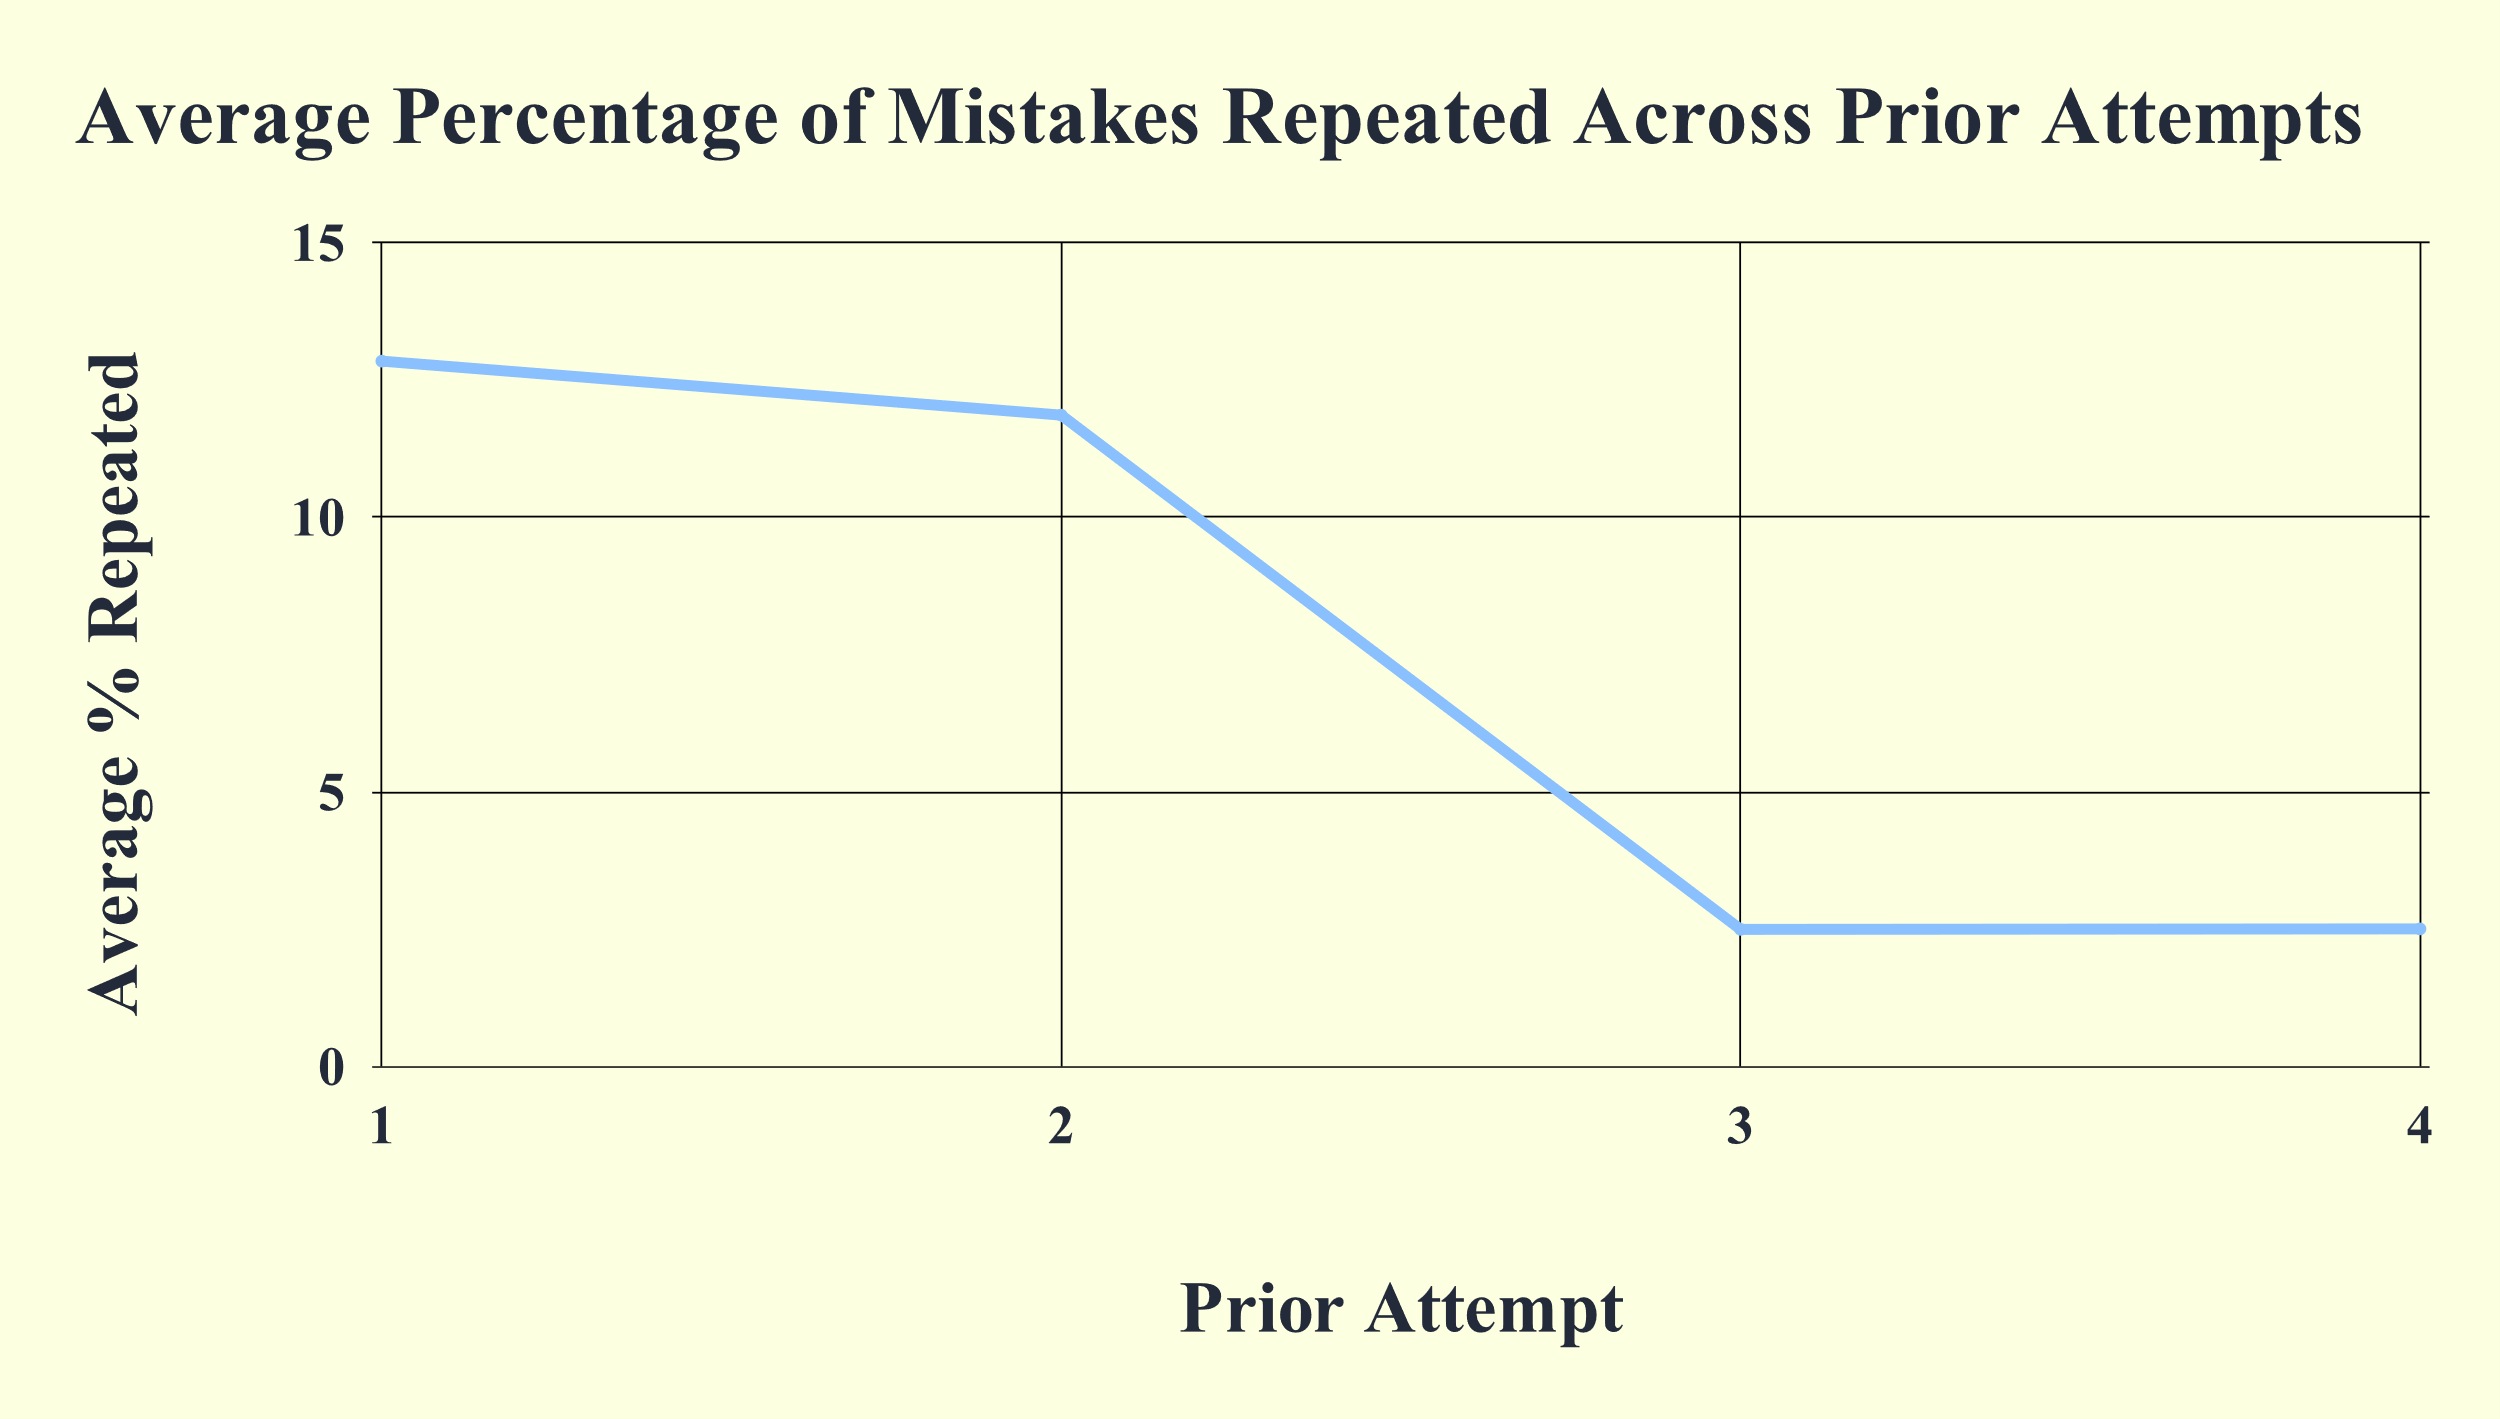 Average Percentage of Mistakes Repeated Across Prior Attempts
Average % Repeated
15
10
5
0
1 2 3 4
Prior Attempt